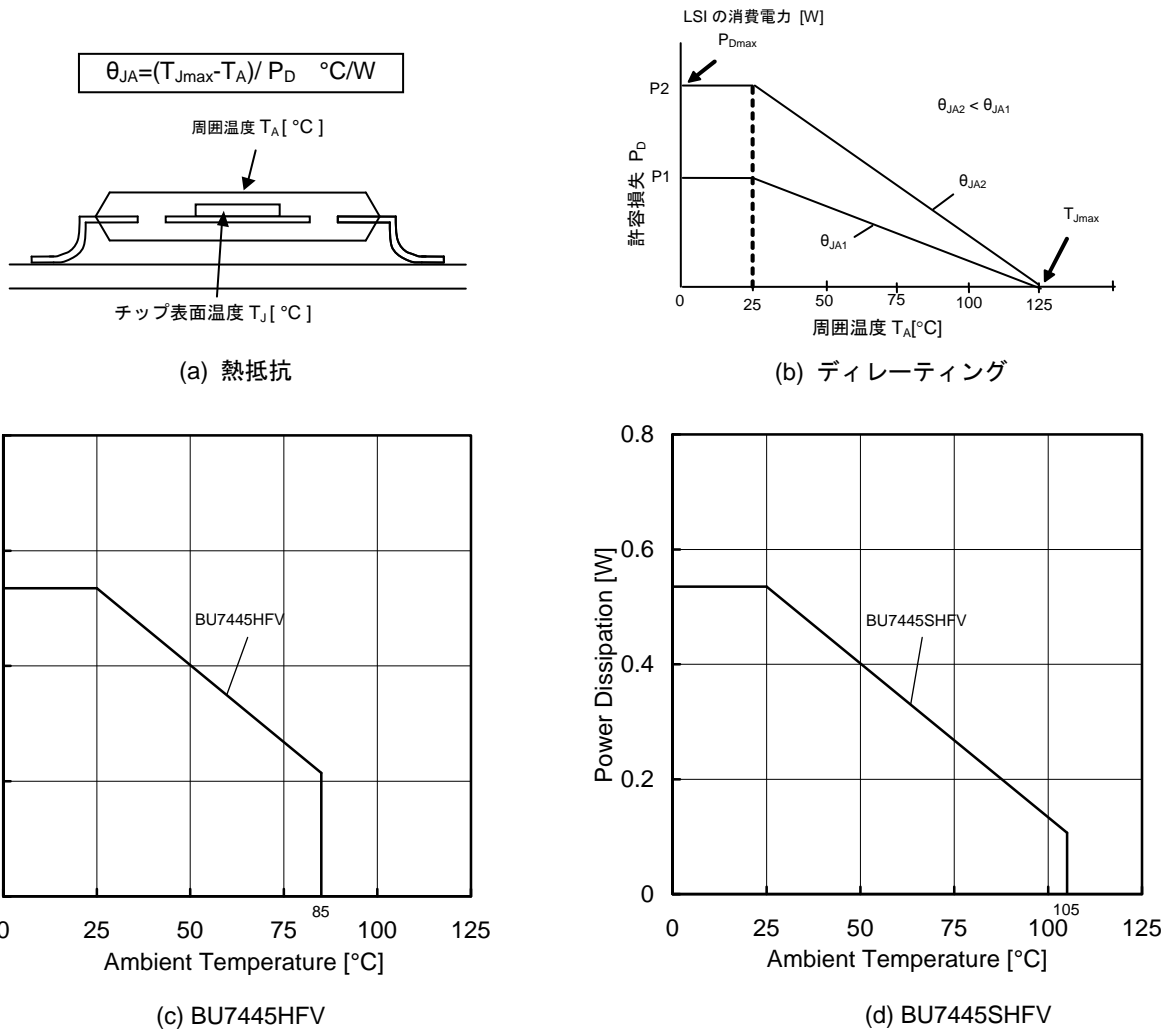 LSI の消費電力 [W]
θJA=(TJmax-TA)/ PD °C/W
周囲温度 TA [ °C ]
チップ表面温度 TJ [ °C ]
(a) 熱抵抗
PDmax
P2
P1
許容損失 PD
θJA2 < θJA1
θJA2
θJA1
TJmax
0 25 50 75 100 125
周囲温度 TA[°C]
(b) ディレーティング
BU7445HFV
85
0 25 50 75 100 125
Ambient Temperature [°C]
(c) BU7445HFV
0.8
0.6
0.4
0.2
0
Power Dissipation [W]
BU7445SHFV
105
0 25 50 75 100 125
Ambient Temperature [°C]
(d) BU7445SHFV